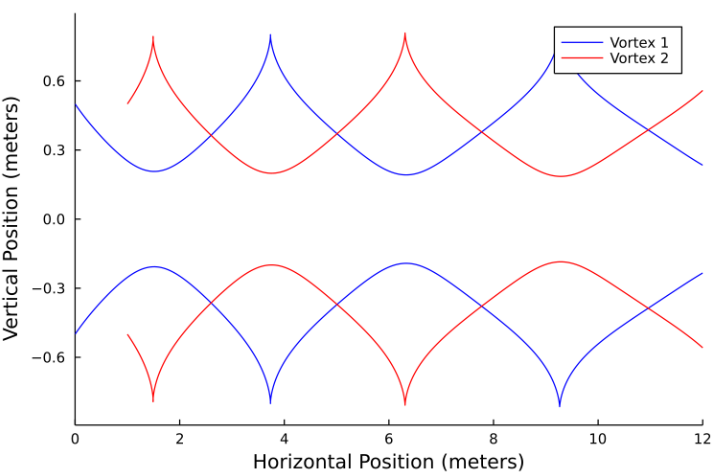 Vortex 1
Vortex 2
0.6
0.3
0.0
−0.3
−0.6
Vertical Position (meters)
0 2 4 6 8 10 12
Horizontal Position (meters)